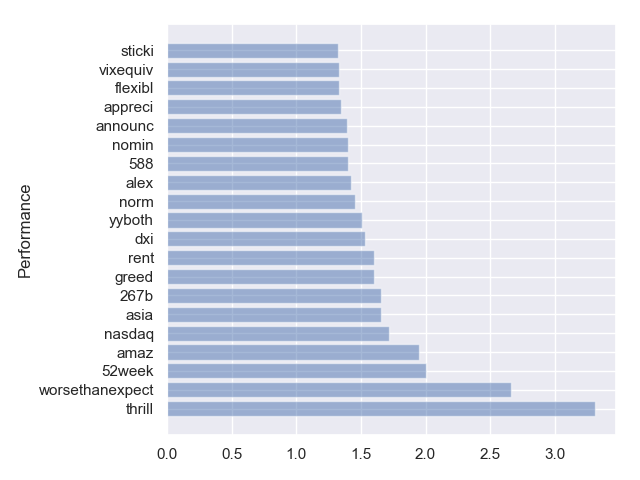 sticki
vixequiv
flexibl
appreci
announc
nomin
588
alex
norm
yyboth
dxi
rent
greed
267b
asia
nasdaq
amaz
52week
worsethanexpect
thrill
Performance
0.0 0.5 1.0 1.5 2.0 2.5 3.0